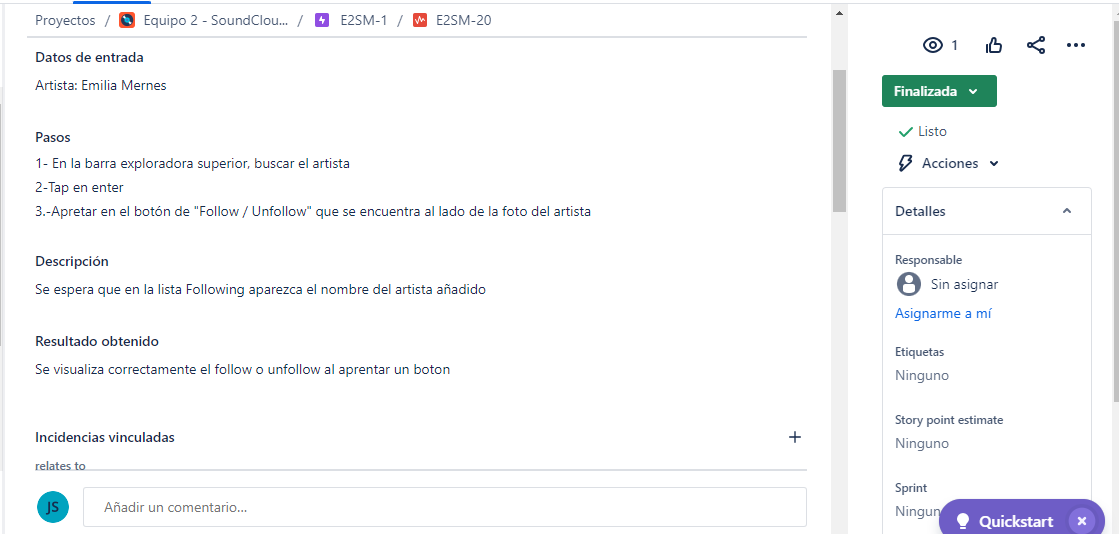 Proyectos / Equipo 2 - SoundClou... / E2SM-1 / E2SM-20
1
Finalizada
Listo
Acciones
Detalles
Responsable
Sin asignar
Asignarme a mí
Etiquetas
Ninguno
Story point estimate
Ninguno
Sprint
Ningun
Quickstart
Datos de entrada
Artista: Emilia Mernes
Pasos
1- En la barra exploradora superior, buscar el artista
2-Tap en enter
3.-Apretar en el botón de "Follow / Unfollow" que se encuentra al lado de la foto del artista
Descripción
Se espera que en la lista Following aparezca el nombre del artista añadido
Resultado obtenido
Se visualiza correctamente el follow o unfollow al aprentar un boton
Incidencias vinculadas
relates to
JS
Añadir un comentario...